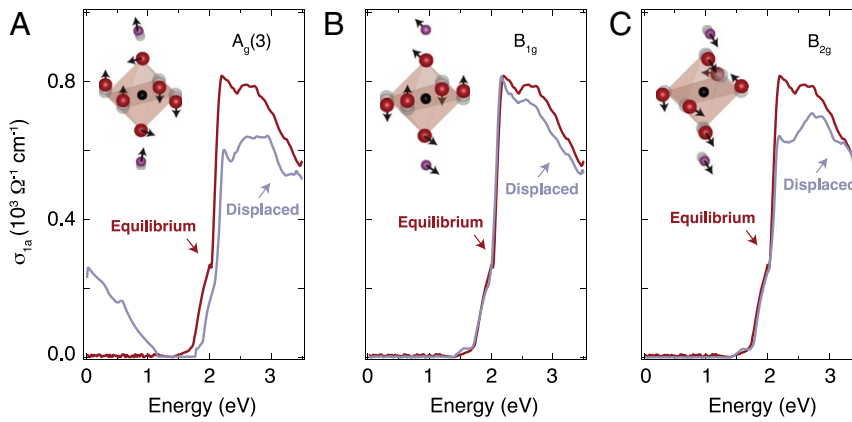 A
A_g(3)
0.8
0.4
0.0
σ_1a (10³ Ω⁻¹ cm⁻¹)
Displaced
Equilibrium
0 1 2 3
Energy (eV)
B
B_1g
Displaced
Equilibrium
0 1 2 3
Energy (eV)
C
B_2g
Displaced
Equilibrium
0 1 2 3
Energy (eV)